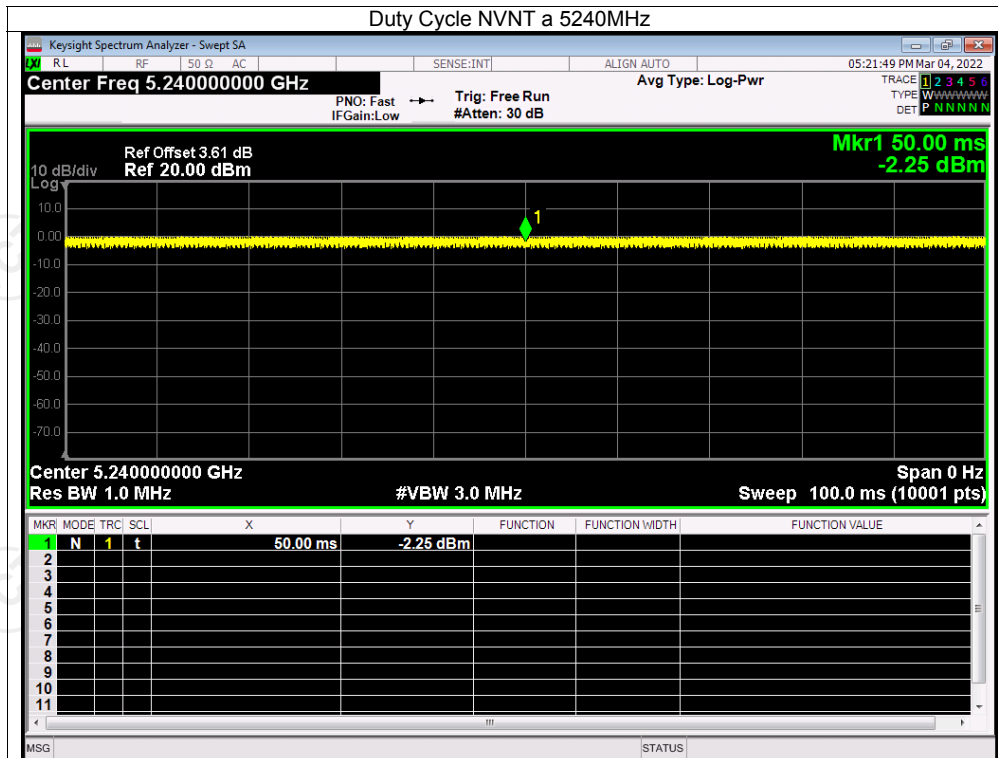 Duty Cycle NVNT a 5240MHz
Keysight Spectrum Analyzer - Swept SA
LXI RL RF 50 Ω AC SENSE:INT ALIGN AUTO 05:21:49 PM Mar 04, 2022
Center Freq 5.240000000 GHz Avg Type: Log-Pwr TRACE 1 2 3 4 5 6
PNO: Fast Trig: Free Run TYPE WWWWWW
IFGain:Low #Atten: 30 dB DET P N N N N N
Mkr1 50.00 ms
Ref Offset 3.61 dB
10 dB/div Ref 20.00 dBm -2.25 dBm
Log
10.0
1
0.00
-10.0
-20.0
-30.0
-40.0
-50.0
-60.0
-70.0
Center 5.240000000 GHz Span 0 Hz
Res BW 1.0 MHz #VBW 3.0 MHz Sweep 100.0 ms (10001 pts)
MKR MODE TRC SCL X Y FUNCTION FUNCTION WIDTH FUNCTION VALUE
1 N 1 t 50.00 ms -2.25 dBm
2
3
4
5
6
7
8
9
10
11
MSG STATUS